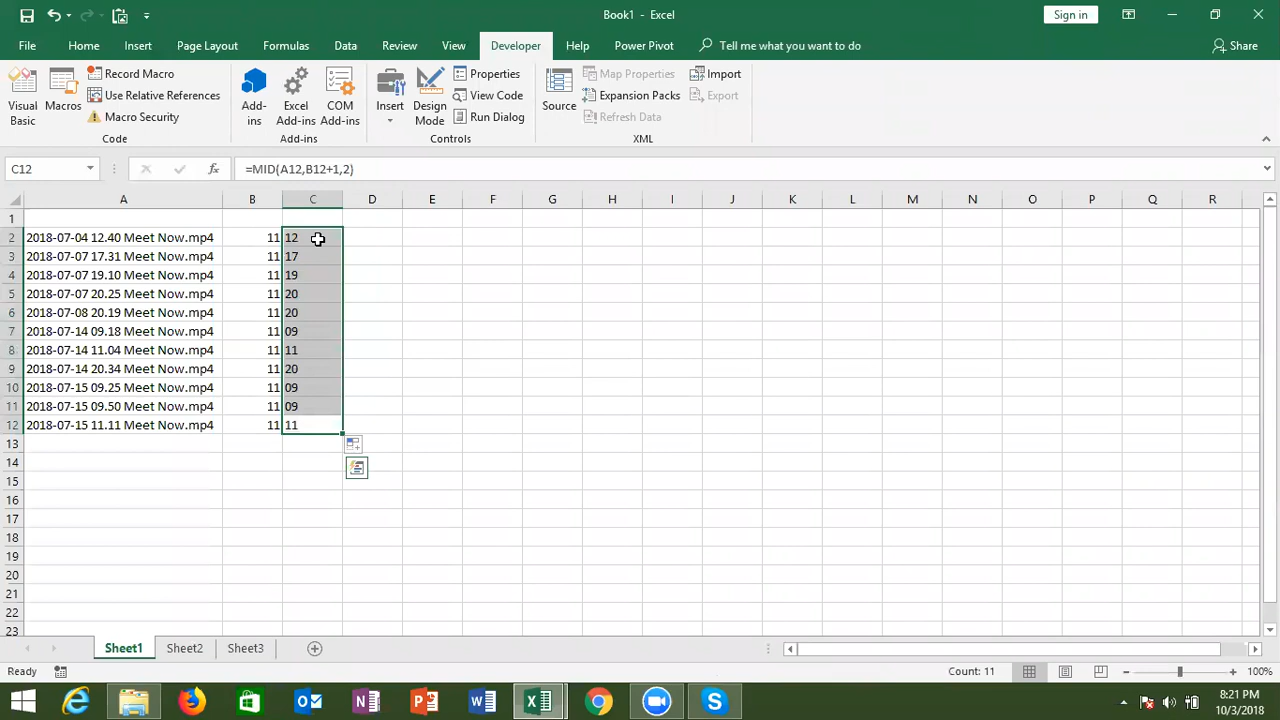 Book1 - Excel
Sign in
File Home Insert Page Layout Formulas Data Review View Developer Help Power Pivot Tell me what you want to do Share
Visual Basic
Macros
Record Macro
Use Relative References
Macro Security
Code
Add-ins
Excel Add-ins
COM Add-ins
Add-ins
Insert
Design Mode
Properties
View Code
Run Dialog
Controls
Source
Map Properties
Expansion Packs
Refresh Data
Import
Export
XML
C12 fx =MID(A12,B12+1,2)
A B C D E F G H I J K L M N O P Q R
1
2 2018-07-04 12.40 Meet Now.mp4 11 12
3 2018-07-07 17.31 Meet Now.mp4 11 17
4 2018-07-07 19.10 Meet Now.mp4 11 19
5 2018-07-07 20.25 Meet Now.mp4 11 20
6 2018-07-08 20.19 Meet Now.mp4 11 20
7 2018-07-14 09.18 Meet Now.mp4 11 09
8 2018-07-14 11.04 Meet Now.mp4 11 11
9 2018-07-14 20.34 Meet Now.mp4 11 20
10 2018-07-15 09.25 Meet Now.mp4 11 09
11 2018-07-15 09.50 Meet Now.mp4 11 09
12 2018-07-15 11.11 Meet Now.mp4 11 11
13
14
15
16
17
18
19
20
21
22
23
Sheet1 Sheet2 Sheet3
Ready Count: 11 100%
8:21 PM
10/3/2018